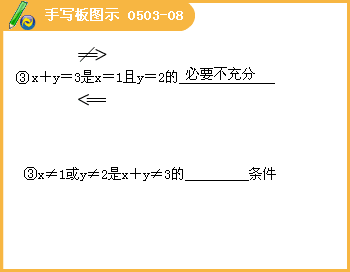 手写板图示 0503-08
⇏
③x＋y＝3是x＝1且y＝2的必要不充分
⇐
③x≠1或y≠2是x＋y≠3的________条件